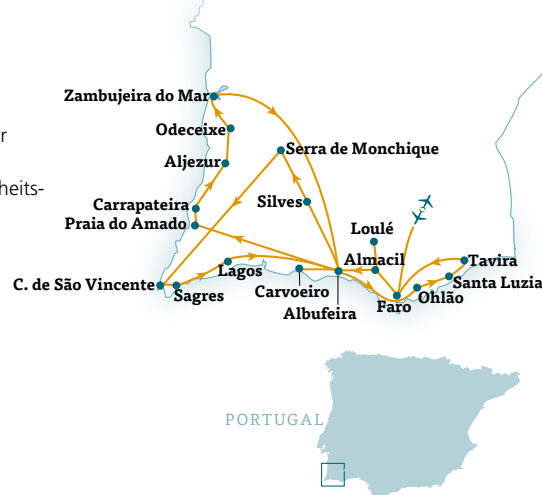 Zambujeira do Mar
r
Odeceixe
Serra de Monchique
Aljezur
heits-
Carrapateira
Silves
Praia do Amado
Loulé
Almacil
Tavira
Lagos
C. de São Vincente
Santa Luzia
Sagres
Carvoeiro
Ohlão
Faro
Albufeira
PORTUGAL